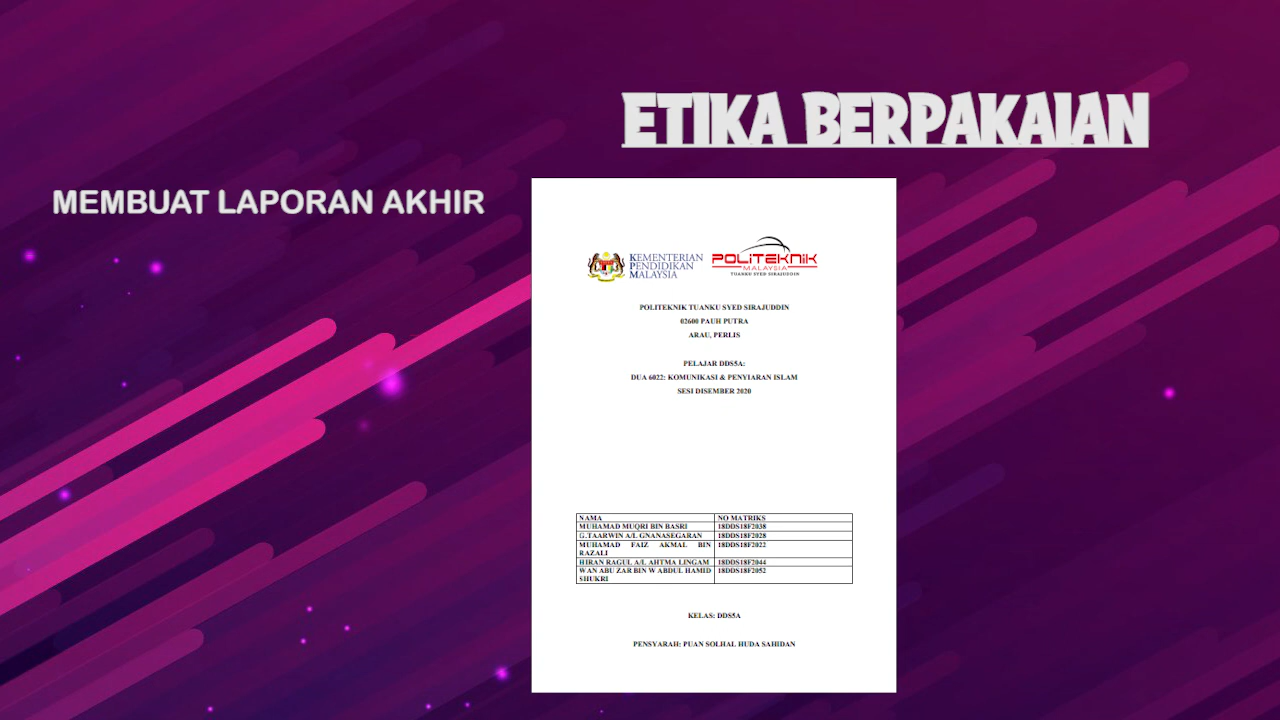 ETIKA BERPAKAIAN
MEMBUAT LAPORAN AKHIR
KEMENTERIAN
PENDIDIKAN
MALAYSIA
POLITEKNIK
MALAYSIA
TUANKU SYED SIRAJUDDIN
POLITEKNIK TUANKU SYED SIRAJUDDIN
02600 PAUH PUTRA
ARAU, PERLIS
PELAJAR DDS5A:
DUA 6022: KOMUNIKASI & PENYIARAN ISLAM
SESI DISEMBER 2020
NAMA NO MATRIKS
MUHAMAD MUQRI BIN BASRI 18DDS18F2038
G.TAARWIN A/L GNANASEGARAN 18DDS18F2028
MUHAMAD FAIZ AKMAL BIN 18DDS18F2022
RAZALI
HIRAN RAGUL A/L AHTMA LINGAM 18DDS18F2044
WAN ABU ZAR BIN W ABDUL HAMID 18DDS18F2052
SHUKRI
KELAS: DDS5A
PENSYARAH: PUAN SOLHAL HUDA SAHIDAN